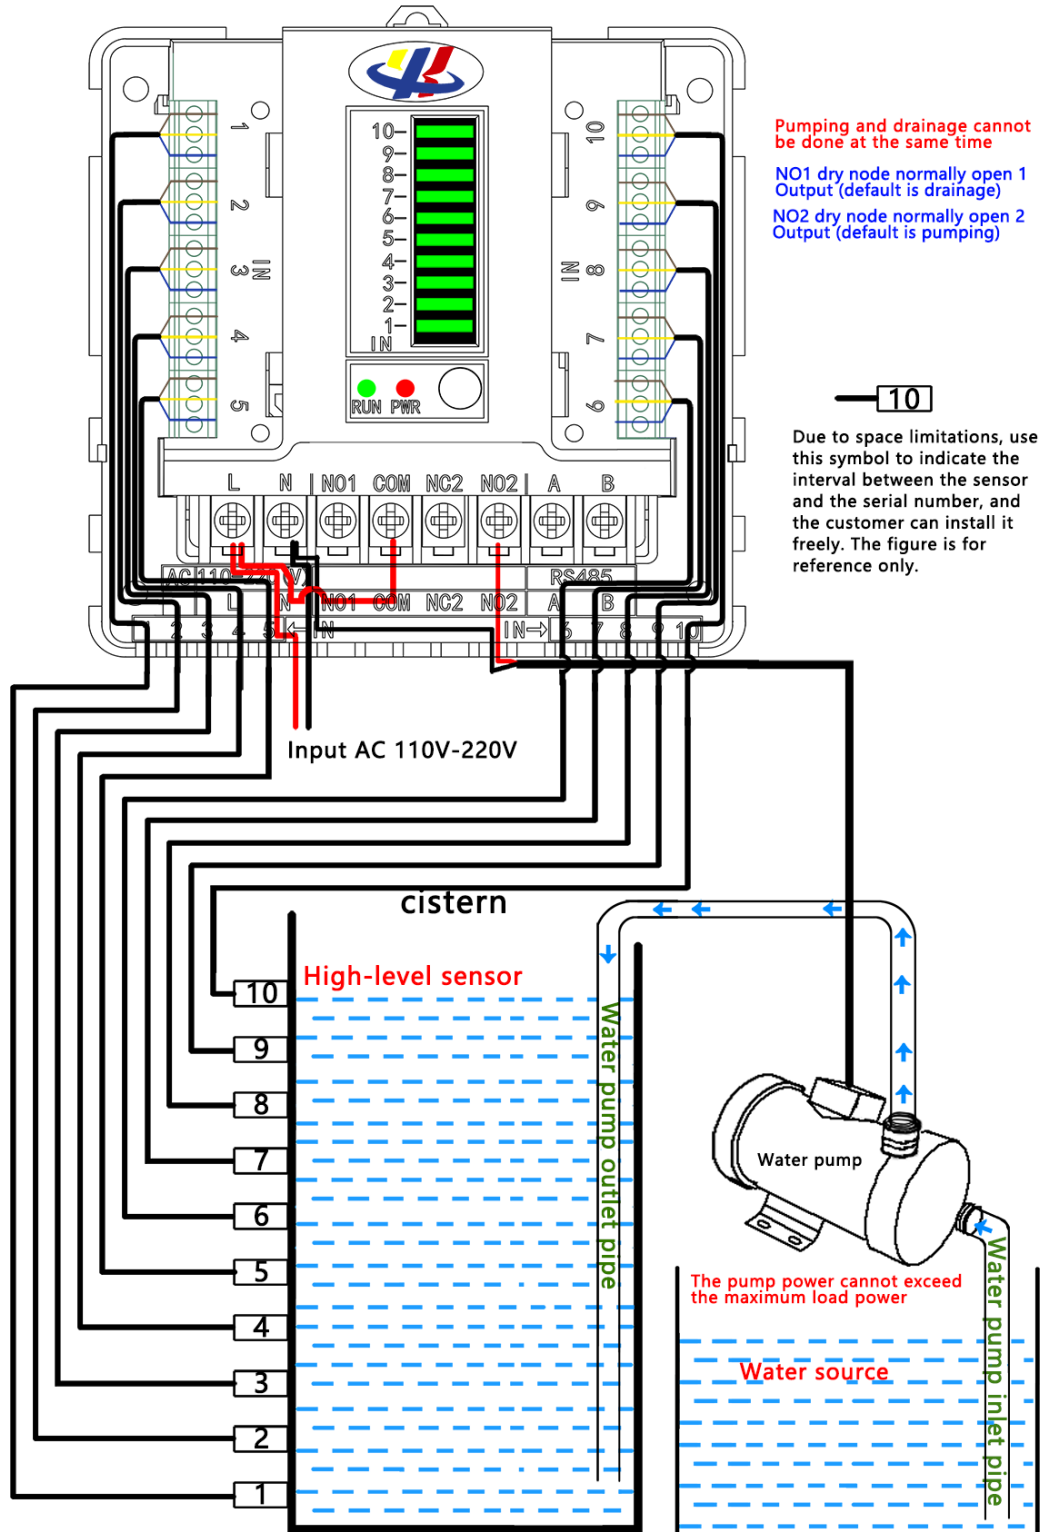 1
2
3
4
5
IN
10-
9-
8-
7-
6-
5-
4-
3-
2-
1-
IN
RUN PWR
10
9
8
7
6
IN
Pumping and drainage cannot
be done at the same time
NO1 dry node normally open 1
Output (default is drainage)
NO2 dry node normally open 2
Output (default is pumping)
10
Due to space limitations, use
this symbol to indicate the
interval between the sensor
and the serial number, and
the customer can install it
freely. The figure is for
reference only.
L N NO1 COM NC2 NO2 A B
AC 110-22 V) RS485
L N NO1 COM NC2 NO2 A B
1 2 3 4 5 ←IN IN→ 6 7 8 9 10
Input AC 110V-220V
cistern
High-level sensor
10
9
8
7
6
5
4
3
2
1
Water pump outlet pipe
Water pump
The pump power cannot exceed
the maximum load power
Water source
Water pump inlet pipe